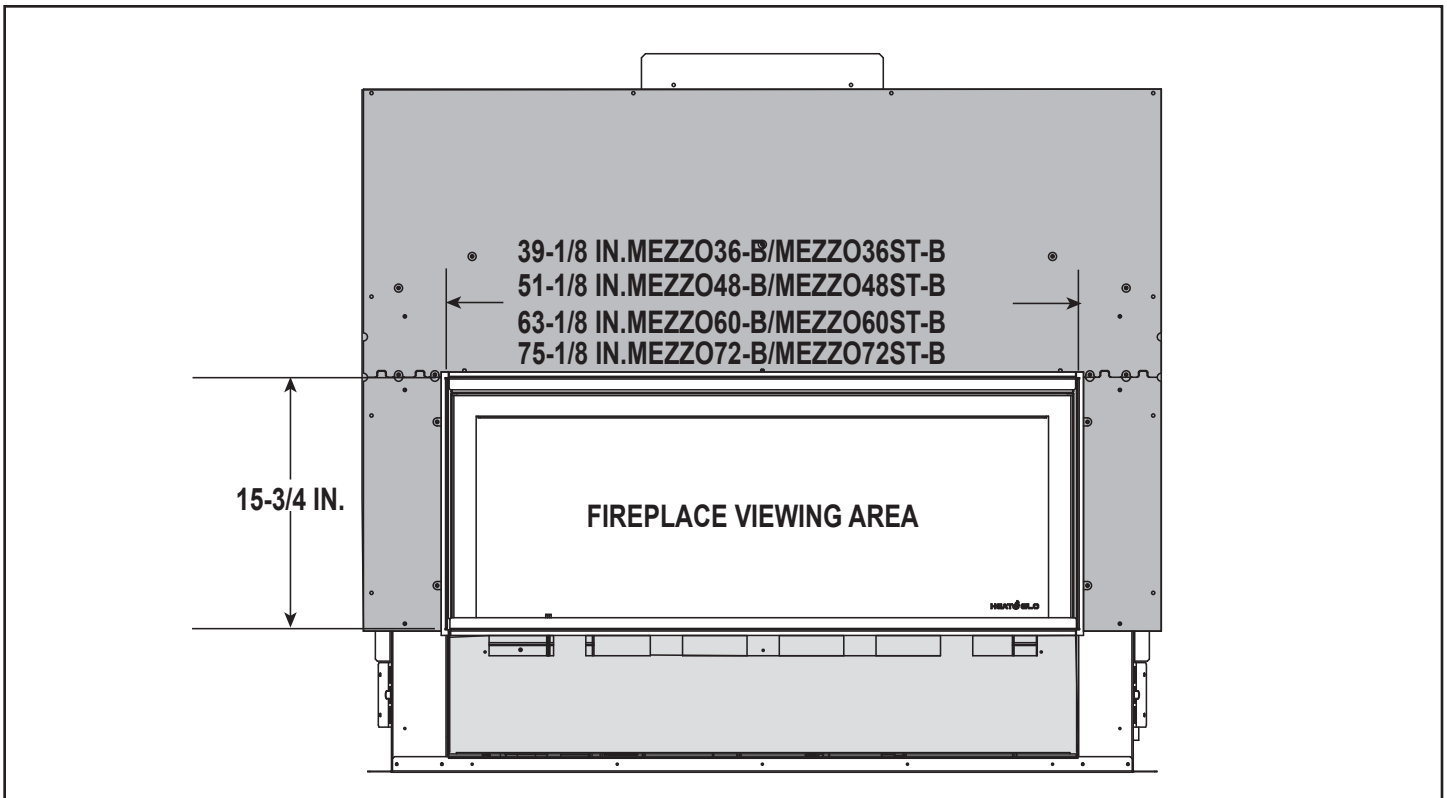 39-1/8 IN.MEZZO36-B/MEZZO36ST-B
51-1/8 IN.MEZZO48-B/MEZZO48ST-B
63-1/8 IN.MEZZO60-B/MEZZO60ST-B
75-1/8 IN.MEZZO72-B/MEZZO72ST-B
15-3/4 IN.
FIREPLACE VIEWING AREA
HEAT GLO